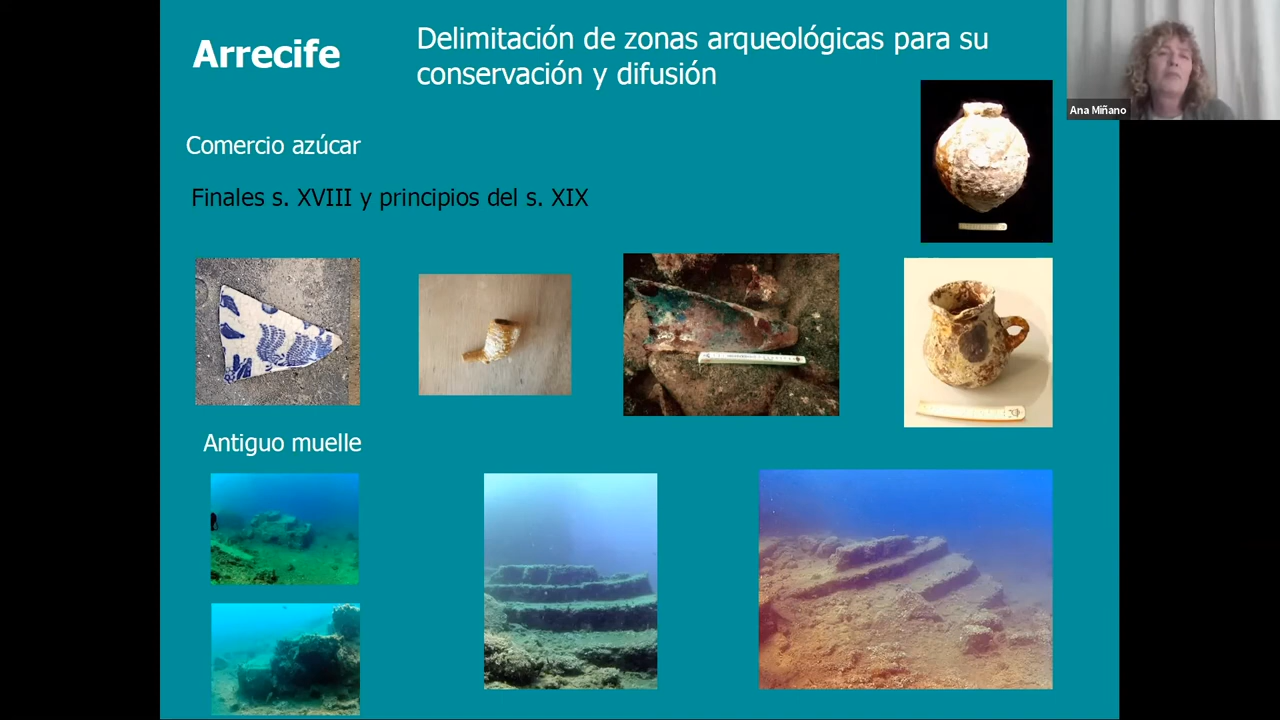 Arrecife
Delimitación de zonas arqueológicas para su
conservación y difusión
Ana Miñano
Comercio azúcar
Finales s. XVIII y principios del s. XIX
Antiguo muelle